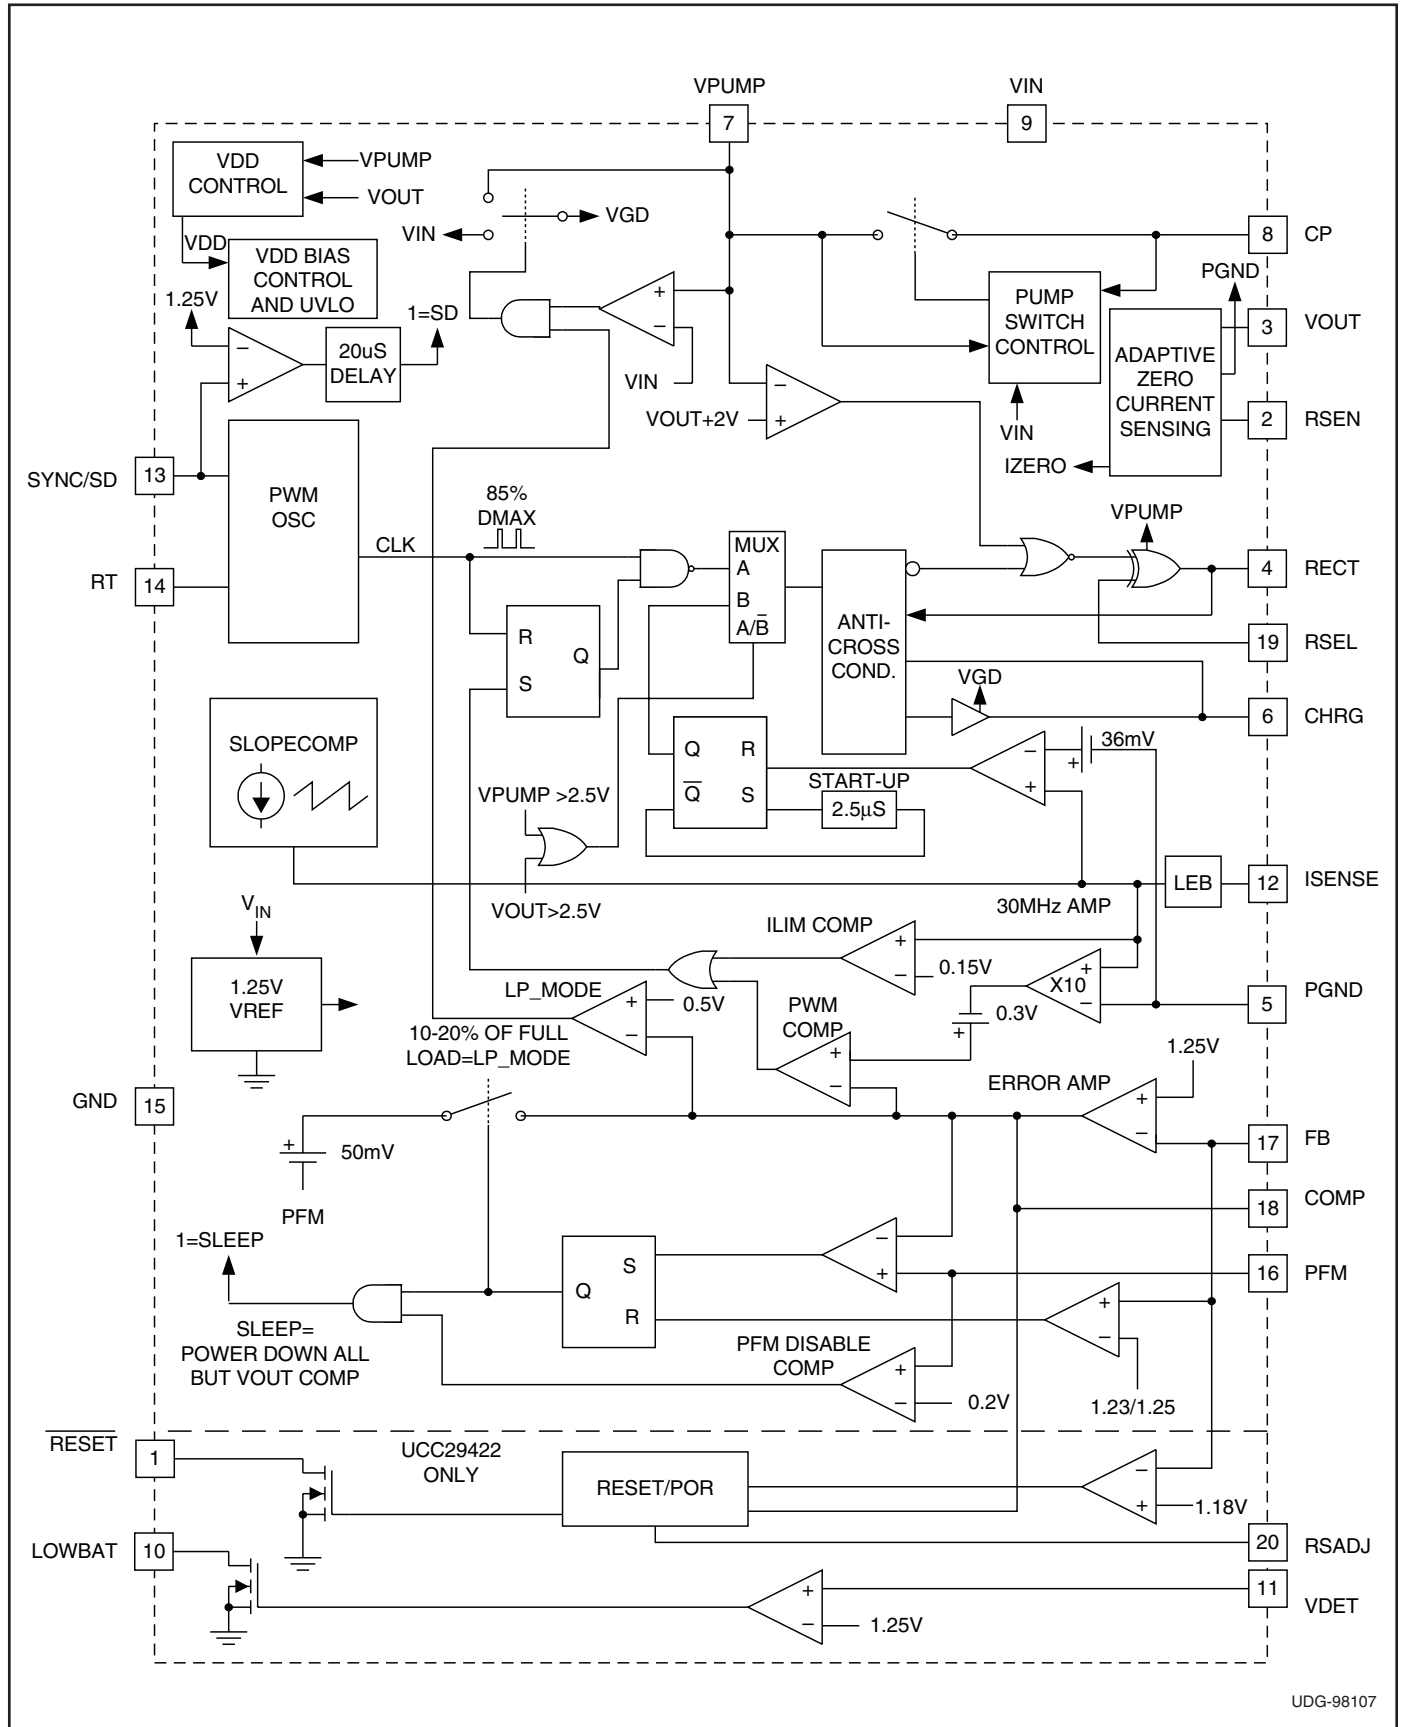 VPUMP
7
VIN
9
VDD
CONTROL
VPUMP
VOUT
VDD
VDD BIAS
CONTROL
AND UVLO
VIN
VGD
8
CP
PGND
PUMP
SWITCH
CONTROL
VIN
3
VOUT
ADAPTIVE
ZERO
CURRENT
SENSING
2
RSEN
IZERO
1.25V
−
+
20uS
DELAY
1=SD
+
−
VIN
−
+
VOUT+2V
SYNC/SD
13
PWM
OSC
RT
14
CLK
85%
DMAX
MUX
A
B
A/B̅
R
S
Q
ANTI-
CROSS
COND.
VPUMP
4
RECT
19
RSEL
VGD
6
CHRG
SLOPECOMP
Q
Q̅
R
S
START-UP
2.5µS
−
+
36mV
+
VPUMP >2.5V
VOUT>2.5V
LEB
12
ISENSE
30MHz AMP
VIN
1.25V
VREF
ILIM COMP
+
−
0.15V
+
X10
−
5
PGND
0.3V
+
LP_MODE
+
−
0.5V
10-20% OF FULL
LOAD=LP_MODE
PWM
COMP
+
−
GND
15
ERROR AMP
1.25V
+
−
17
FB
+
50mV
PFM
18
COMP
1=SLEEP
S
Q
R
−
+
16
PFM
SLEEP=
POWER DOWN ALL
BUT VOUT COMP
PFM DISABLE
COMP
+
−
0.2V
+
−
1.23/1.25
R̅E̅S̅E̅T̅
1
UCC29422
ONLY
RESET/POR
−
+
1.18V
LOWBAT
10
20
RSADJ
11
VDET
+
−
1.25V
UDG-98107